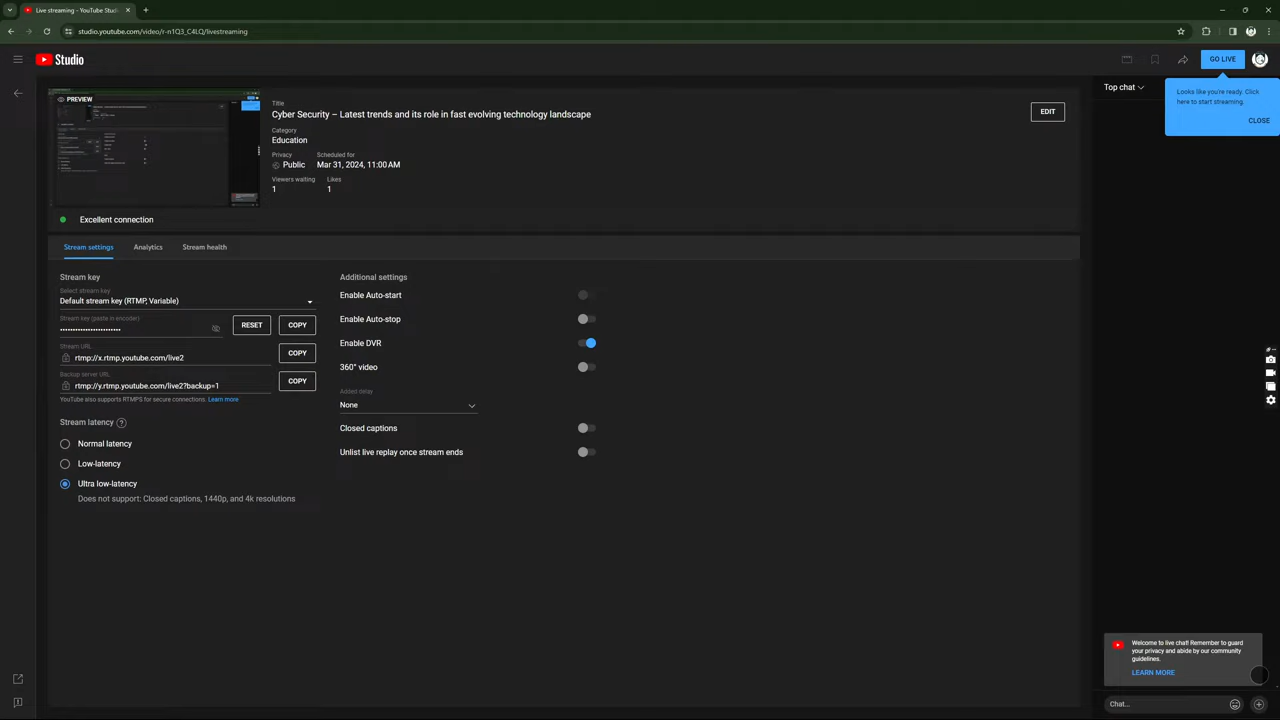 Live streaming - YouTube Studi
studio.youtube.com/video/r-n1Q3_C4LQ/livestreaming
Studio
GO LIVE
Looks like you're ready. Click
here to start streaming.
CLOSE
Top chat
PREVIEW
Title
Cyber Security – Latest trends and its role in fast evolving technology landscape
EDIT
Category
Education
Privacy
Scheduled for
Public
Mar 31, 2024, 11:00 AM
Viewers waiting
Likes
1
1
Excellent connection
Stream settings
Analytics
Stream health
Stream key
Select stream key
Default stream key (RTMP, Variable)
Stream key (paste in encoder)
RESET
COPY
Stream URL
rtmp://x.rtmp.youtube.com/live2
COPY
Backup server URL
rtmp://y.rtmp.youtube.com/live2?backup=1
COPY
YouTube also supports RTMPS for secure connections. Learn more
Stream latency
Normal latency
Low-latency
Ultra low-latency
Does not support: Closed captions, 1440p, and 4k resolutions
Additional settings
Enable Auto-start
Enable Auto-stop
Enable DVR
360° video
Added delay
None
Closed captions
Unlist live replay once stream ends
Welcome to live chat! Remember to guard
your privacy and abide by our community
guidelines.
LEARN MORE
Chat...